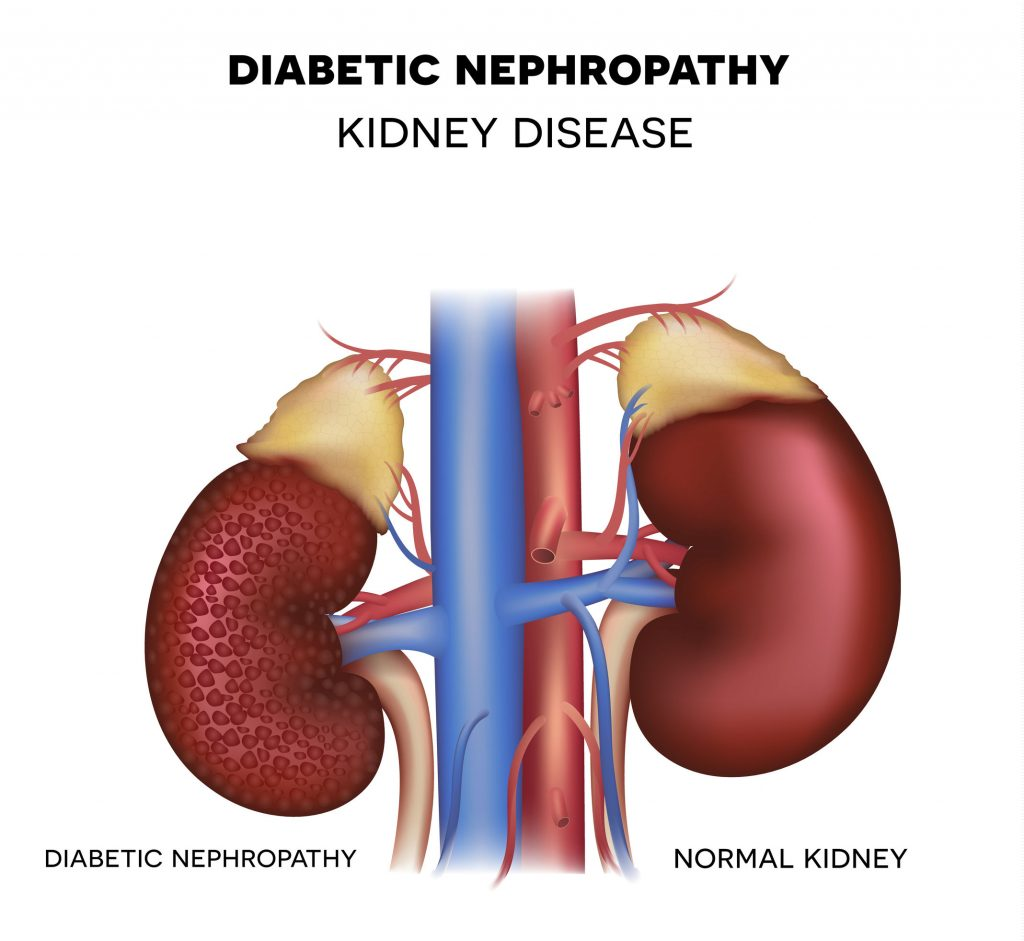 DIABETIC NEPHROPATHY
KIDNEY DISEASE
DIABETIC NEPHROPATHY
NORMAL KIDNEY